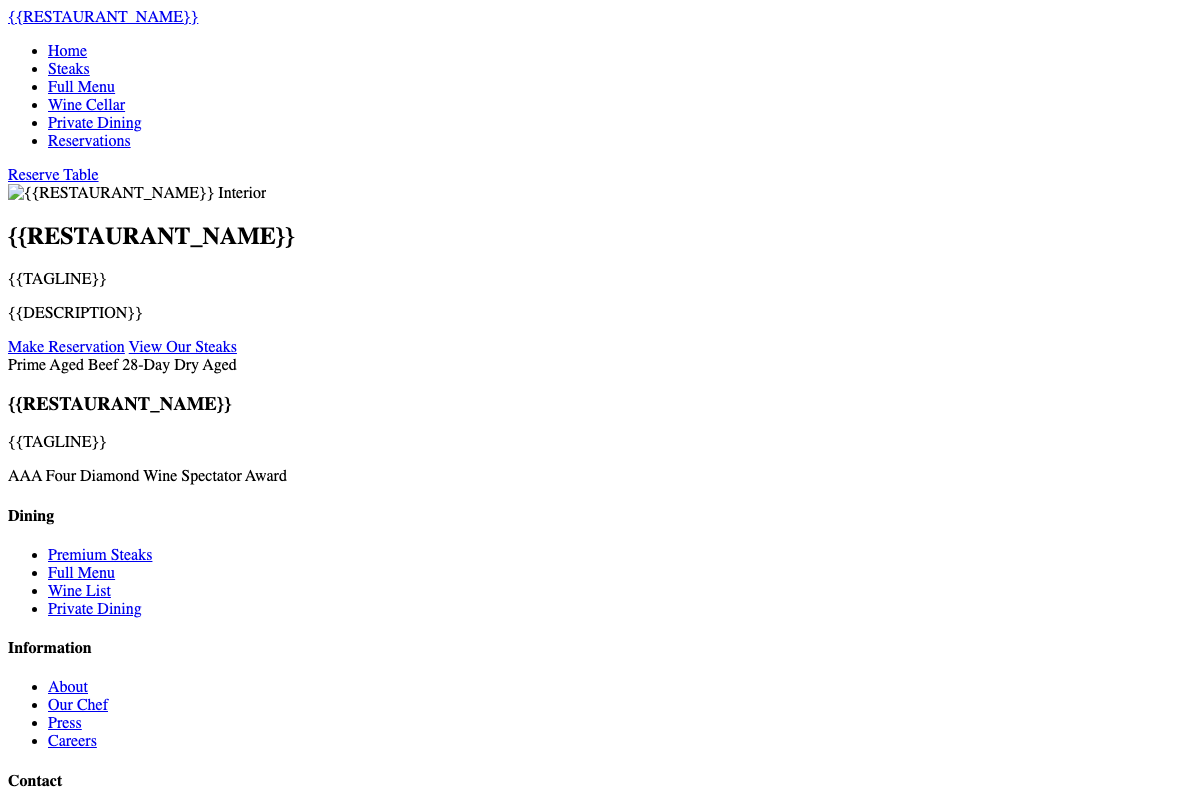 {{RESTAURANT_NAME}}
Home
Steaks
Full Menu
Wine Cellar
Private Dining
Reservations
Reserve Table
{{RESTAURANT_NAME}} Interior
{{RESTAURANT_NAME}}
{{TAGLINE}}
{{DESCRIPTION}}
Make Reservation View Our Steaks
Prime Aged Beef 28-Day Dry Aged
{{RESTAURANT_NAME}}
{{TAGLINE}}
AAA Four Diamond Wine Spectator Award
Dining
Premium Steaks
Full Menu
Wine List
Private Dining
Information
About
Our Chef
Press
Careers
Contact